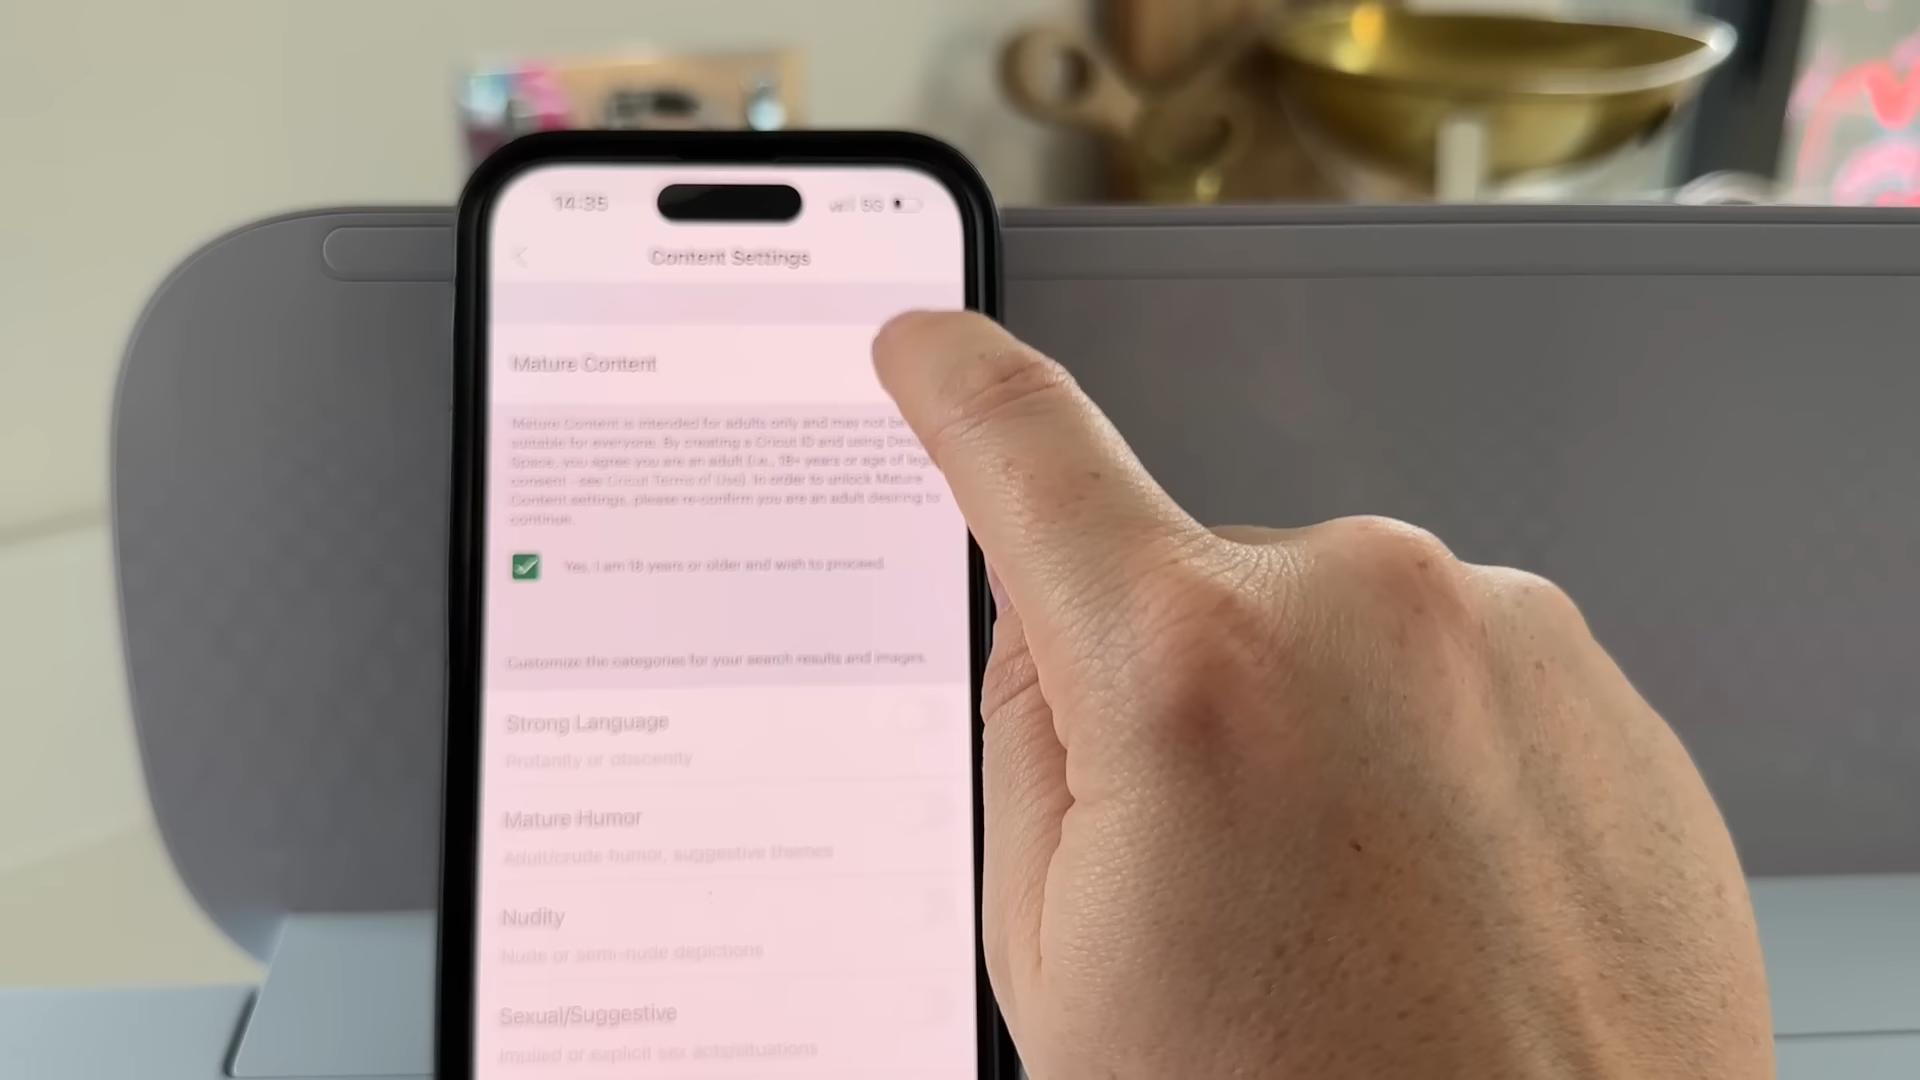 14:35
5G
Content Settings
Mature Content
Mature Content is intended for adults only and may not be
suitable for everyone. By creating a Cricut ID and using
Space, you agree you are an adult (i.e., 18+ years or age of
consent - see Cricut Terms of Use). In order to unlock Mature
Content settings, please re-confirm you are an adult desiring to
continue.
Yes, I am 18 years or older and wish to proceed.
Customize the categories for your search results and images.
Strong Language
Profanity or obscenity
Mature Humor
Adult/crude humor, suggestive themes
Nudity
Nude or semi-nude depictions
Sexual/Suggestive
Implied or explicit sex acts/situations